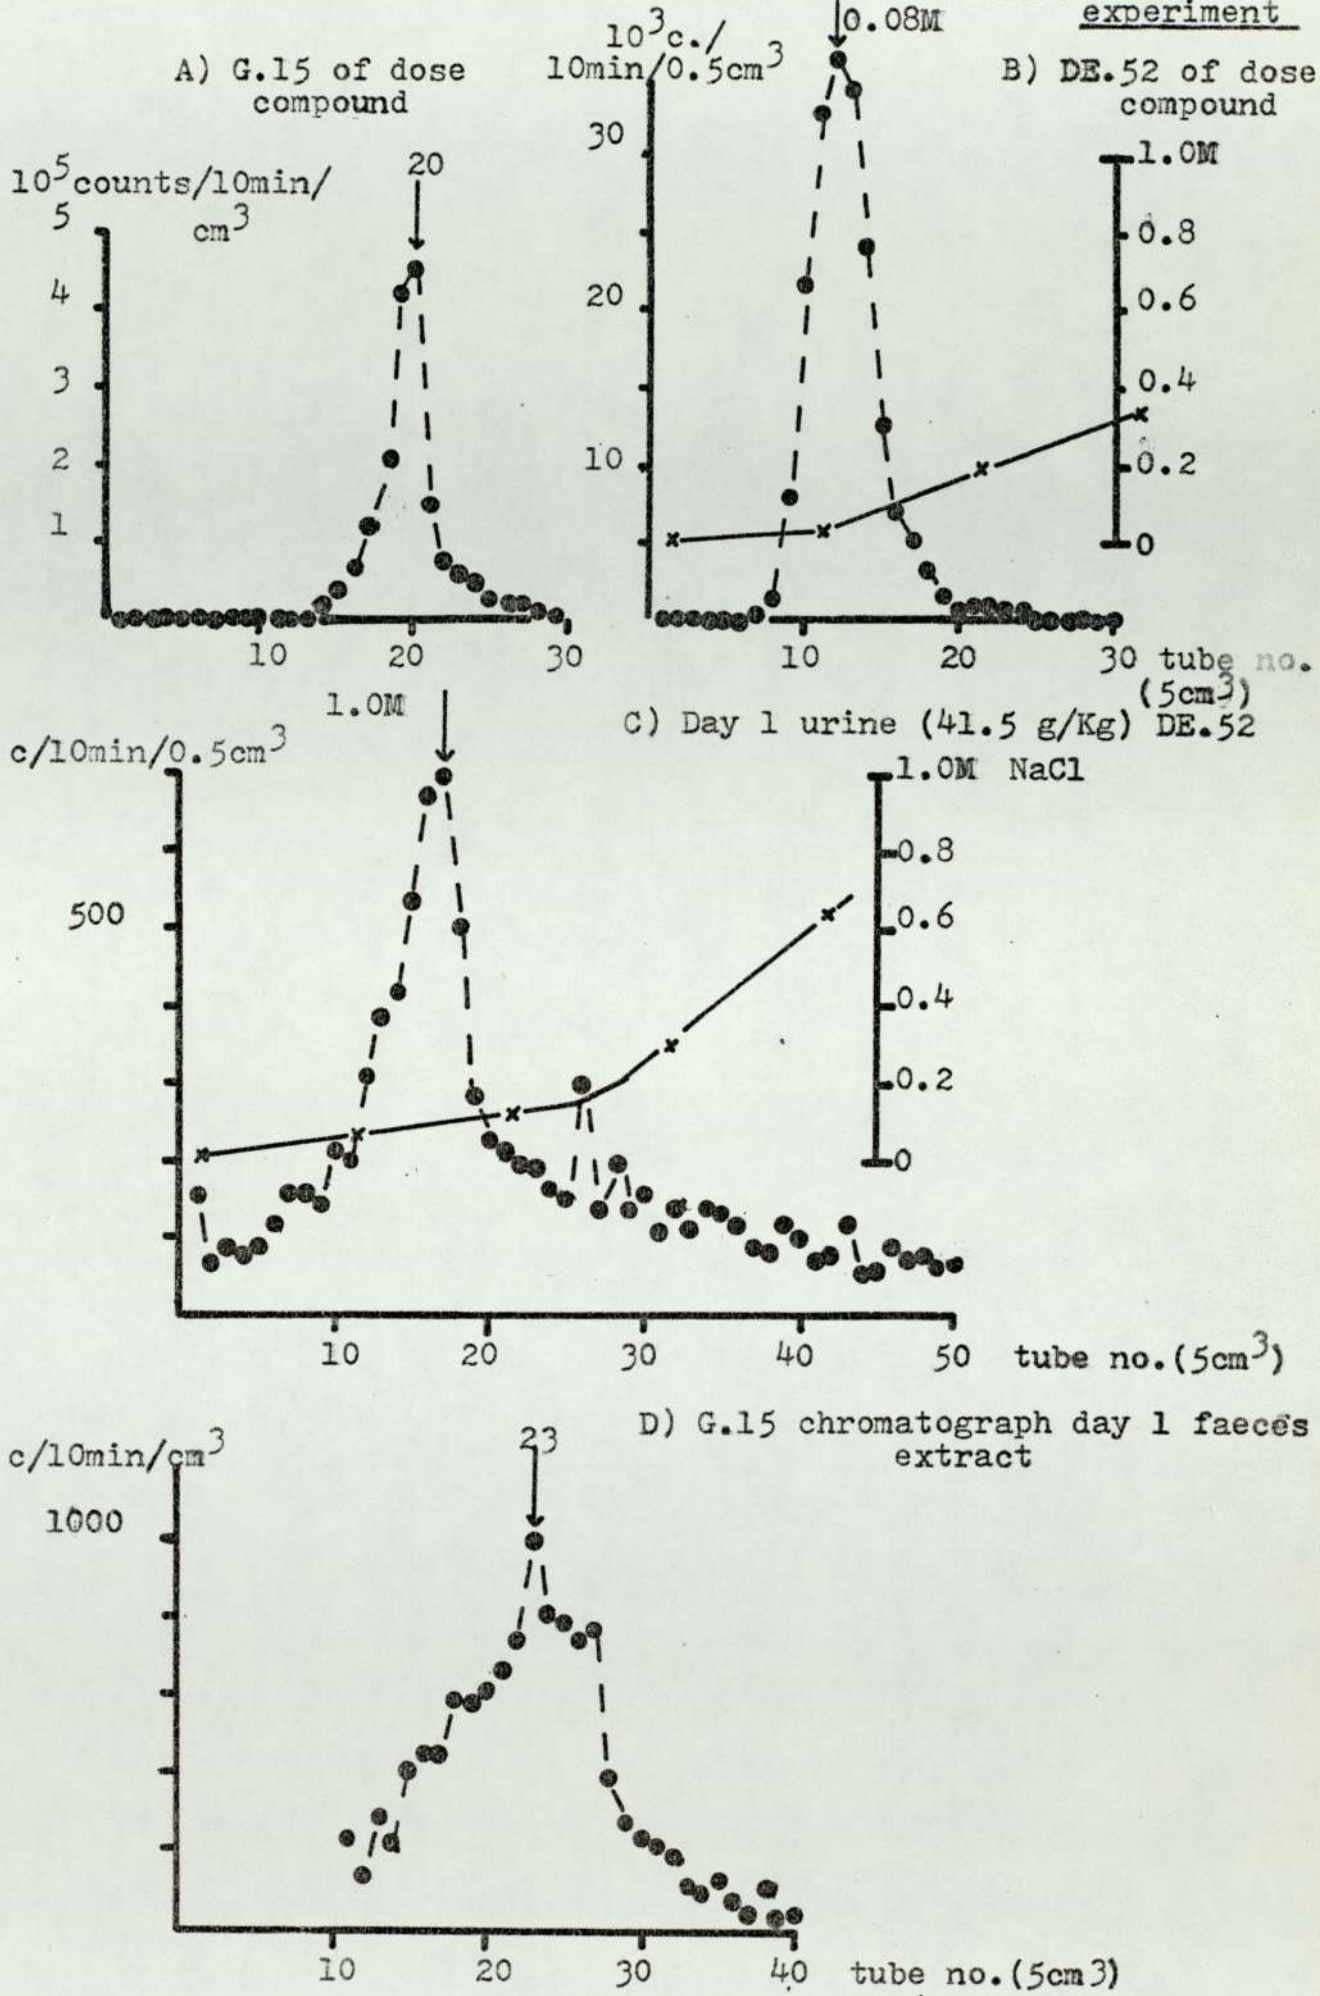 experiment
A) G.15 of dose
compound
10⁵counts/10min/
cm³
20
5
4
3
2
1
10
20
30
10³c./
10min/0.5cm³
0.08M
B) DE.52 of dose
compound
30
20
10
1.0M
0.8
0.6
0.4
0.2
0
10
20
30
tube no.
(5cm³)
C) Day 1 urine (41.5 g/Kg) DE.52
1.0M
c/10min/0.5cm³
500
1.0M NaCl
0.8
0.6
0.4
0.2
0
10
20
30
40
50
tube no.(5cm³)
D) G.15 chromatograph day 1 faeces
extract
23
c/10min/cm³
1000
10
20
30
40
tube no.(5cm3)